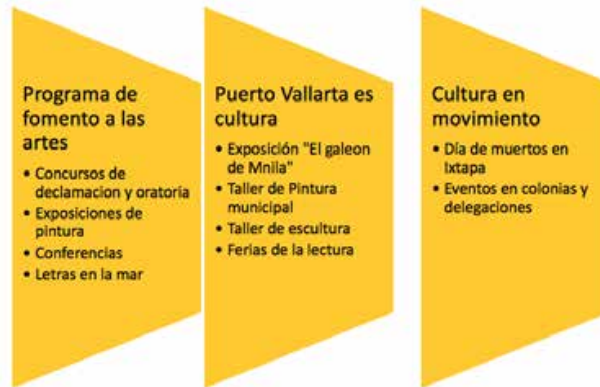 Programa de
fomento a las
artes
• Concursos de
declamacion y oratoria
• Exposiciones de
pintura
• Conferencias
• Letras en la mar
Puerto Vallarta es
cultura
• Exposición "El galeon
de Mnila"
• Taller de Pintura
municipal
• Taller de escultura
• Ferias de la lectura
Cultura en
movimiento
• Día de muertos en
Ixtapa
• Eventos en colonias y
delegaciones